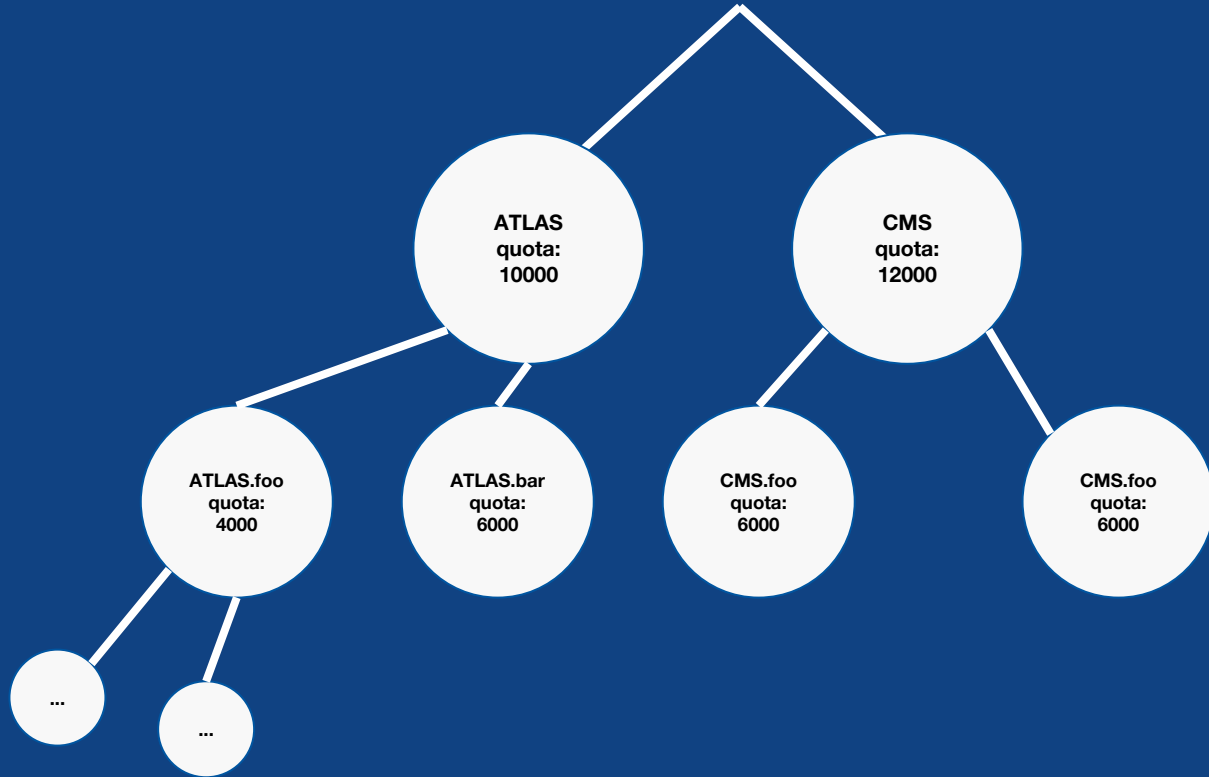 ATLAS
quota:
10000
CMS
quota:
12000
ATLAS.foo
quota:
4000
ATLAS.bar
quota:
6000
CMS.foo
quota:
6000
CMS.foo
quota:
6000
...
...